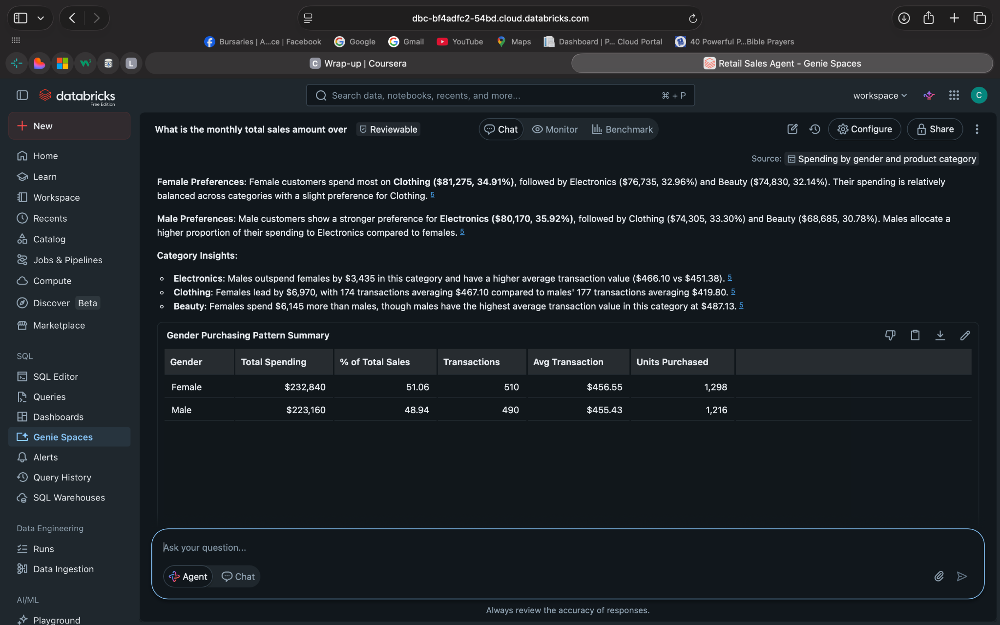 dbc-bf4adfc2-54bd.cloud.databricks.com
Bursaries | A...ce | Facebook
Google
Gmail
YouTube
Maps
Dashboard | P... Cloud Portal
40 Powerful P...Bible Prayers
L
C Wrap-up | Coursera
Retail Sales Agent - Genie Spaces
databricks
Free Edition
Search data, notebooks, recents, and more...
⌘ + P
workspace
C
New
Home
Learn
Workspace
Recents
Catalog
Jobs & Pipelines
Compute
Discover Beta
Marketplace
SQL
SQL Editor
Queries
Dashboards
Genie Spaces
Alerts
Query History
SQL Warehouses
Data Engineering
Runs
Data Ingestion
AI/ML
Playground
What is the monthly total sales amount over
Reviewable
Chat
Monitor
Benchmark
Configure
Share
Source: Spending by gender and product category
Female Preferences: Female customers spend most on Clothing ($81,275, 34.91%), followed by Electronics ($76,735, 32.96%) and Beauty ($74,830, 32.14%). Their spending is relatively
balanced across categories with a slight preference for Clothing. 5
Male Preferences: Male customers show a stronger preference for Electronics ($80,170, 35.92%), followed by Clothing ($74,305, 33.30%) and Beauty ($68,685, 30.78%). Males allocate a
higher proportion of their spending to Electronics compared to females. 5
Category Insights:
Electronics: Males outspend females by $3,435 in this category and have a higher average transaction value ($466.10 vs $451.38). 5
Clothing: Females lead by $6,970, with 174 transactions averaging $467.10 compared to males' 177 transactions averaging $419.80. 5
Beauty: Females spend $6,145 more than males, though males have the highest average transaction value in this category at $487.13. 5
Gender Purchasing Pattern Summary
Gender Total Spending % of Total Sales Transactions Avg Transaction Units Purchased
Female $232,840 51.06 510 $456.55 1,298
Male $223,160 48.94 490 $455.43 1,216
Ask your question...
Agent
Chat
Always review the accuracy of responses.